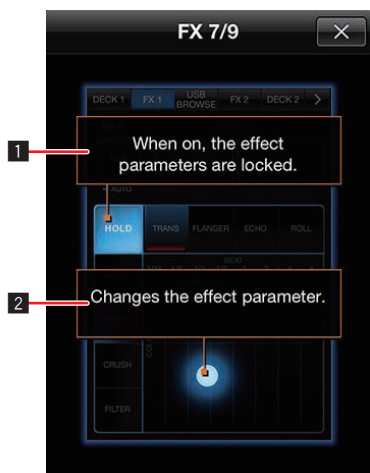 FX 7/9
DECK 1 FX 1 USB BROWSE FX 2 DECK 2 >
1
When on, the effect
parameters are locked.
AUTO
HOLD TRANS FLANGER ECHO ROLL
BEAT
2
Changes the effect parameter.
CRUSH
FILTER